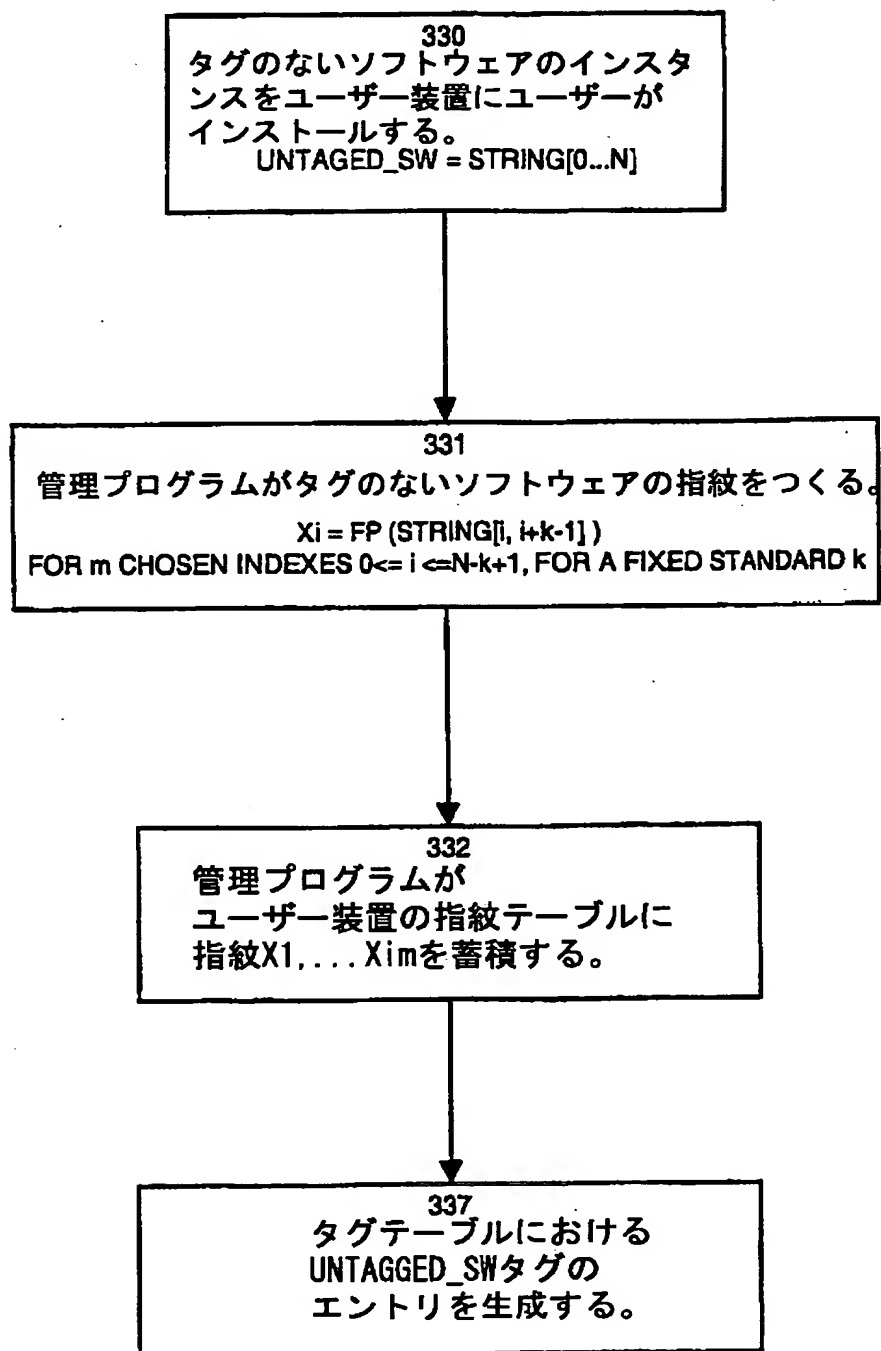 330
タグのないソフトウェアのインスタ
ンスをユーザー装置にユーザーが
インストールする。
UNTAGED_SW = STRING[0...N]
331
管理プログラムがタグのないソフトウェアの指紋をつくる。
Xi = FP (STRING[i, i+k-1] )
FOR m CHOSEN INDEXES 0<= i <=N-k+1, FOR A FIXED STANDARD k
332
管理プログラムが
ユーザー装置の指紋テーブルに
指紋X1,...Ximを蓄積する。
337
タグテーブルにおける
UNTAGGED_SWタグの
エントリを生成する。